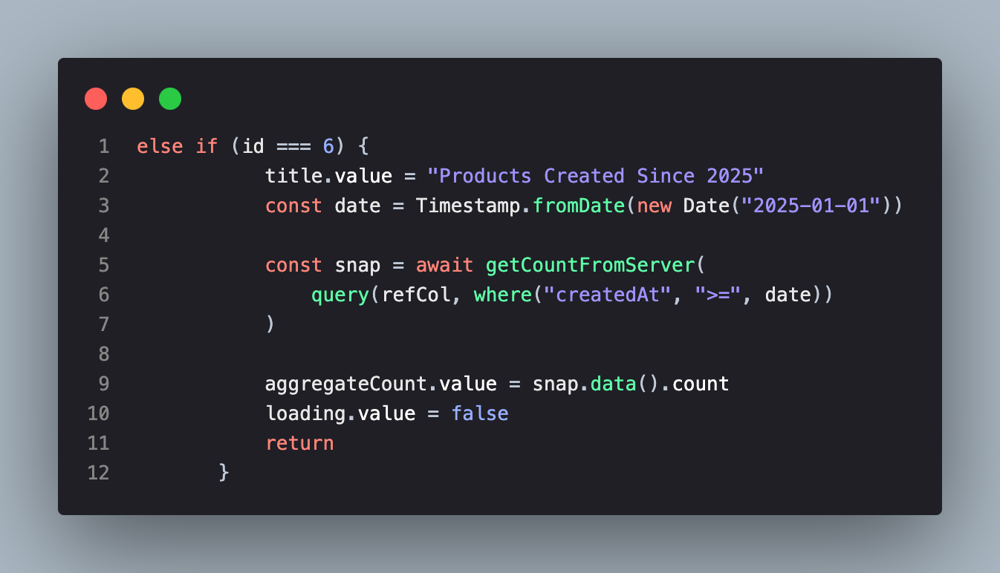 1 else if (id === 6) {
2 title.value = "Products Created Since 2025"
3 const date = Timestamp.fromDate(new Date("2025-01-01"))
4
5 const snap = await getCountFromServer(
6 query(refCol, where("createdAt", ">=", date))
7 )
8
9 aggregateCount.value = snap.data().count
10 loading.value = false
11 return
12 }